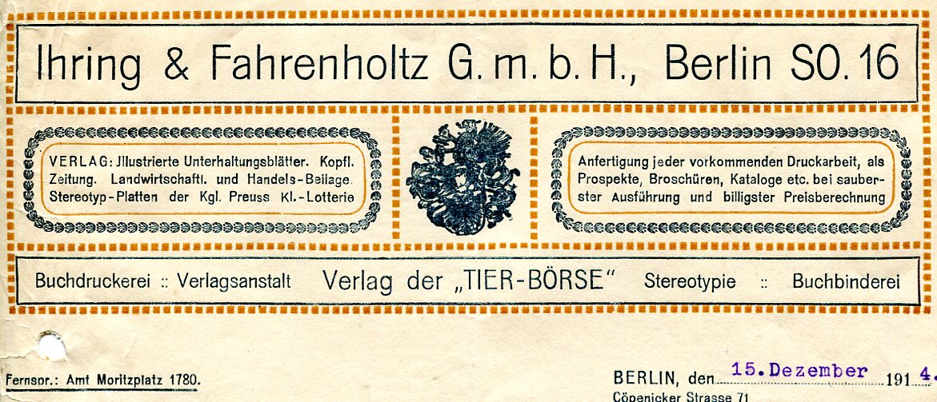 Ihring & Fahrenholtz G. m. b. H., Berlin SO. 16
VERLAG: Jllustrierte Unterhaltungsblätter. Kopfl.
Zeitung. Landwirtschaftl. und Handels-Beilage.
Stereotyp-Platten der Kgl. Preuss Kl.-Lotterie
Anfertigung jeder vorkommenden Druckarbeit, als
Prospekte, Broschüren, Kataloge etc. bei sauber-
ster Ausführung und billigster Preisberechnung
Buchdruckerei :: Verlagsanstalt Verlag der „TIER-BÖRSE“ Stereotypie :: Buchbinderei
Fernspr.: Amt Moritzplatz 1780.
BERLIN, den 15.Dezember 1914.
Cöpenicker Strasse 71